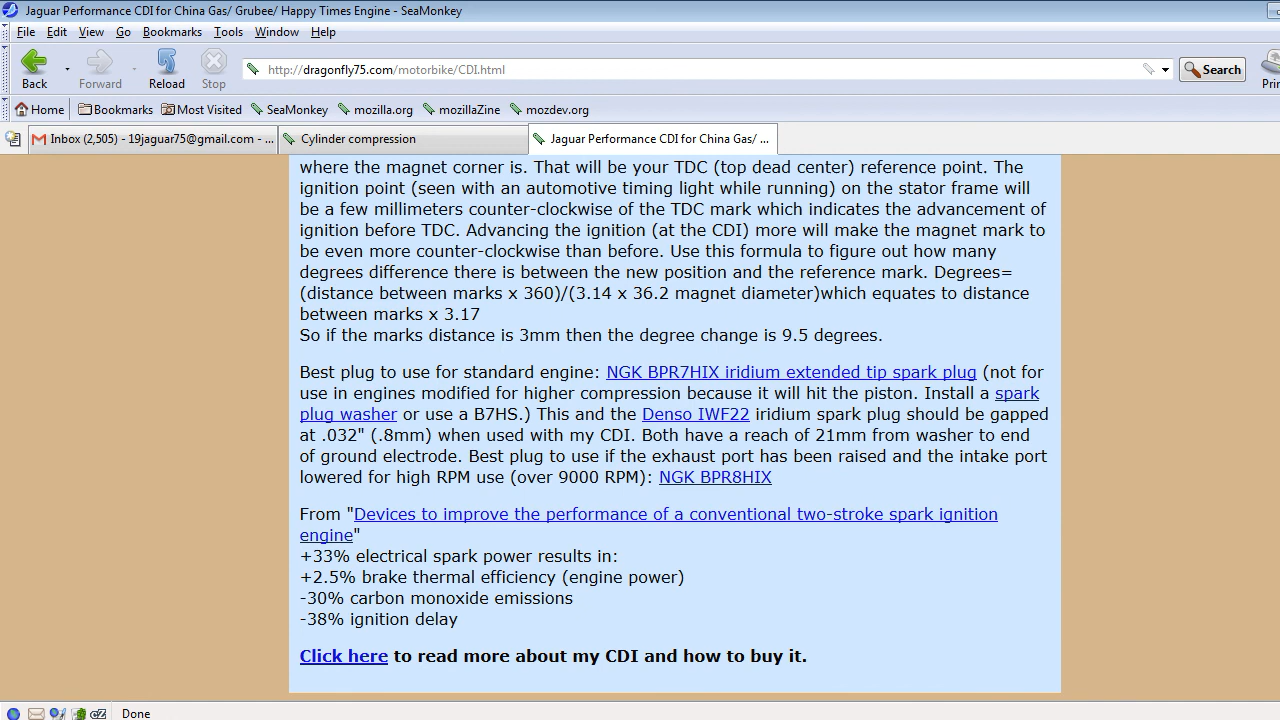 Jaguar Performance CDI for China Gas/ Grubee/ Happy Times Engine - SeaMonkey
File Edit View Go Bookmarks Tools Window Help
Back Forward Reload Stop http://dragonfly75.com/motorbike/CDI.html Search
Home Bookmarks Most Visited SeaMonkey mozilla.org mozillaZine mozdev.org
Inbox (2,505) - 19jaguar75@gmail.com - ... Cylinder compression Jaguar Performance CDI for China Gas/ ...
where the magnet corner is. That will be your TDC (top dead center) reference point. The
ignition point (seen with an automotive timing light while running) on the stator frame will
be a few millimeters counter-clockwise of the TDC mark which indicates the advancement of
ignition before TDC. Advancing the ignition (at the CDI) more will make the magnet mark to
be even more counter-clockwise than before. Use this formula to figure out how many
degrees difference there is between the new position and the reference mark. Degrees=
(distance between marks x 360)/(3.14 x 36.2 magnet diameter)which equates to distance
between marks x 3.17
So if the marks distance is 3mm then the degree change is 9.5 degrees.
Best plug to use for standard engine: NGK BPR7HIX iridium extended tip spark plug (not for
use in engines modified for higher compression because it will hit the piston. Install a spark
plug washer or use a B7HS.) This and the Denso IWF22 iridium spark plug should be gapped
at .032" (.8mm) when used with my CDI. Both have a reach of 21mm from washer to end
of ground electrode. Best plug to use if the exhaust port has been raised and the intake port
lowered for high RPM use (over 9000 RPM): NGK BPR8HIX
From "Devices to improve the performance of a conventional two-stroke spark ignition
engine"
+33% electrical spark power results in:
+2.5% brake thermal efficiency (engine power)
-30% carbon monoxide emissions
-38% ignition delay
Click here to read more about my CDI and how to buy it.
Done